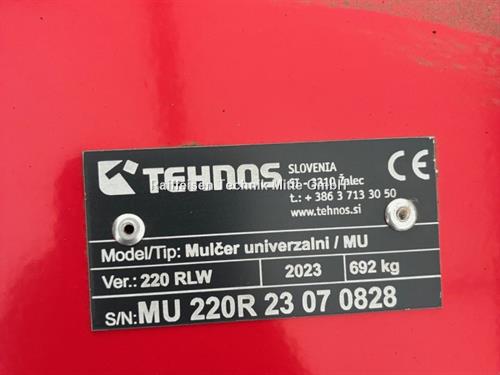 TEHNOS
SLOVENIA
SI - 3310 Žalec
t.: + 386 3 713 30 50
www.tehnos.si
CE
Raiffeisen Technik Mitte GmbH
Model/Tip: Mulčer univerzalni / MU
Ver.: 220 RLW 2023 692 kg
S/N: MU 220R 23 07 0828